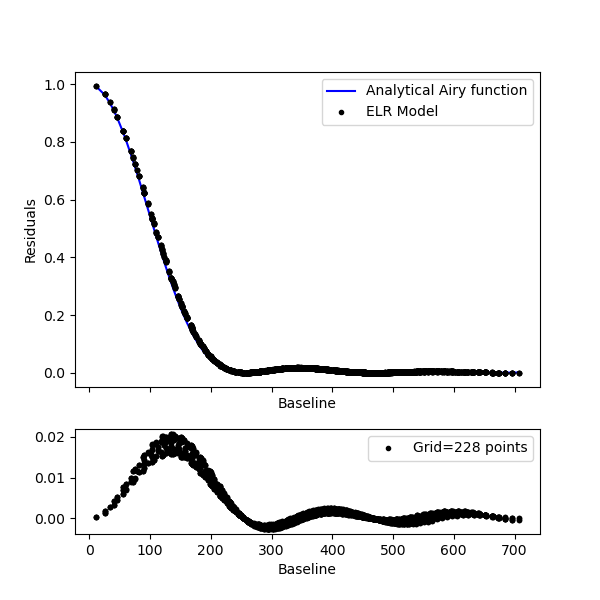 Analytical Airy function
ELR Model
1.0
0.8
0.6
0.4
0.2
0.0
Residuals
Baseline
Grid=228 points
0.02
0.01
0.00
0 100 200 300 400 500 600 700
Baseline